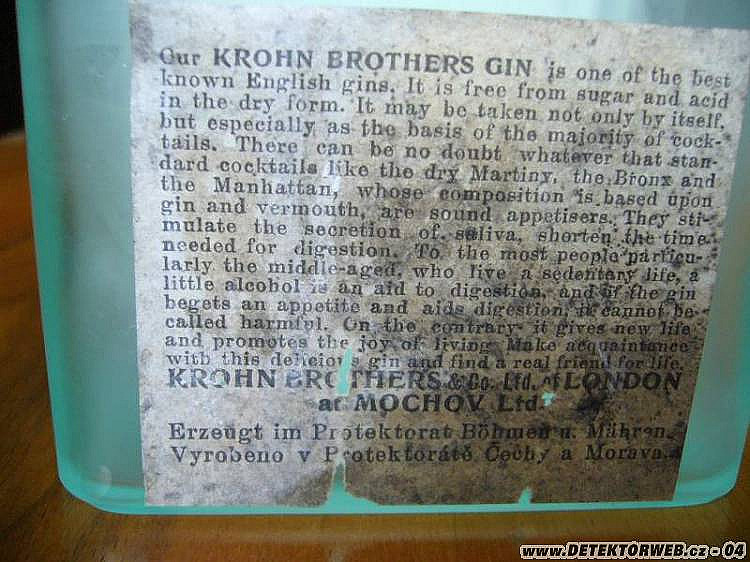 Our KROHN BROTHERS GIN is one of the best
known English gins. It is free from sugar and acid
in the dry form. It may be taken not only by itself,
but especially as the basis of the majority of cock-
tails. There can be no doubt whatever that stan-
dard cocktails like the dry Martiny, the Bronx and
the Manhattan, whose composition is based upon
gin and vermouth, are sound appetisers. They sti-
mulate the secretion of saliva, shorten the time
needed for digestion. To the most people particu-
larly the middle-aged, who live a sedentary life, a
little alcohol is an aid to digestion, and if the gin
begets an appetite and aids digestion, it cannot be
called harmful. On the contrary it gives new life
and promotes the joy of living. Make acquaintance
with this delicious gin and find a real friend for life.
KROHN BROTHERS & Co. Ltd. of LONDON
at MOCHOV Ltd.
Erzeugt im Protektorat Böhmen u. Mähren.
Vyrobeno v Protektorátě Čechy a Morava.
www.DETEKTORWEB.cz - 04